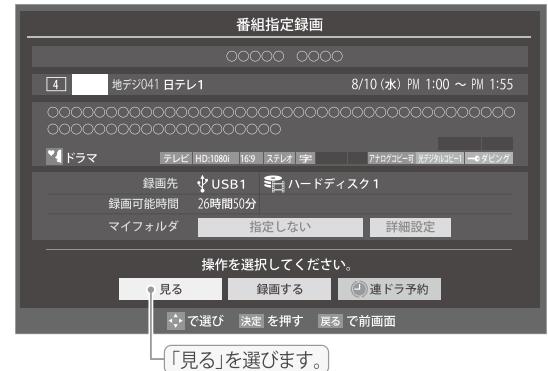 番組指定録画
○○○○○ ○○○○
4 地デジ041 日テレ1 8/10 (水) PM 1:00 ～ PM 1:55
○○○○○○○○○○○○○○○○○○○○○○○○○○○○○○○○○○○○○○○○
○○○○○○○○○○○○○○○○○○○○
ドラマ テレビ HD:1080i 16:9 ステレオ 字 アナログコピー可 光デジタルコピー1 ダビング
録画先 USB1 ハードディスク1
録画可能時間 26時間50分
マイフォルダ 指定しない 詳細設定
操作を選択してください。
見る 録画する 連ドラ予約
で選び 決定 を押す 戻る で前画面
「見る」を選びます。